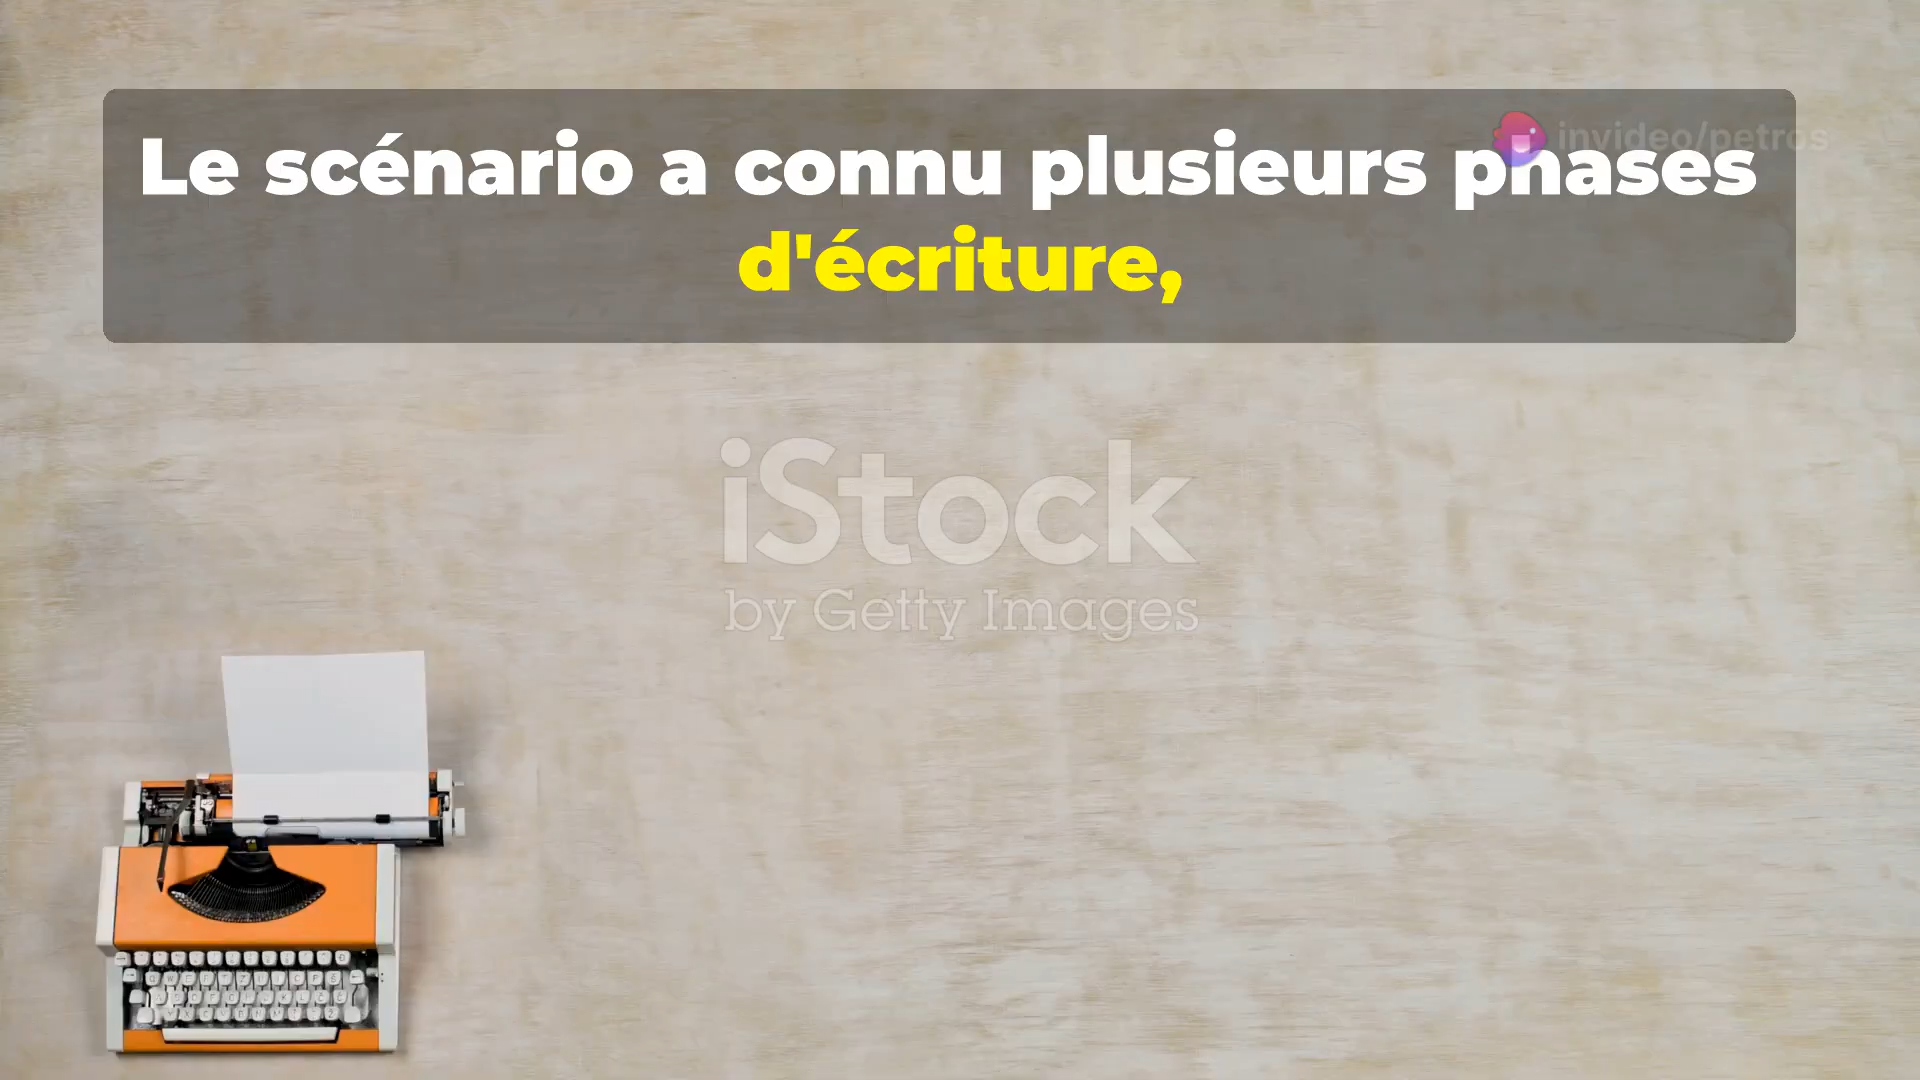 Le scénario a connu plusieurs phases
d'écriture,
invideo/petros
iStock
by Getty Images